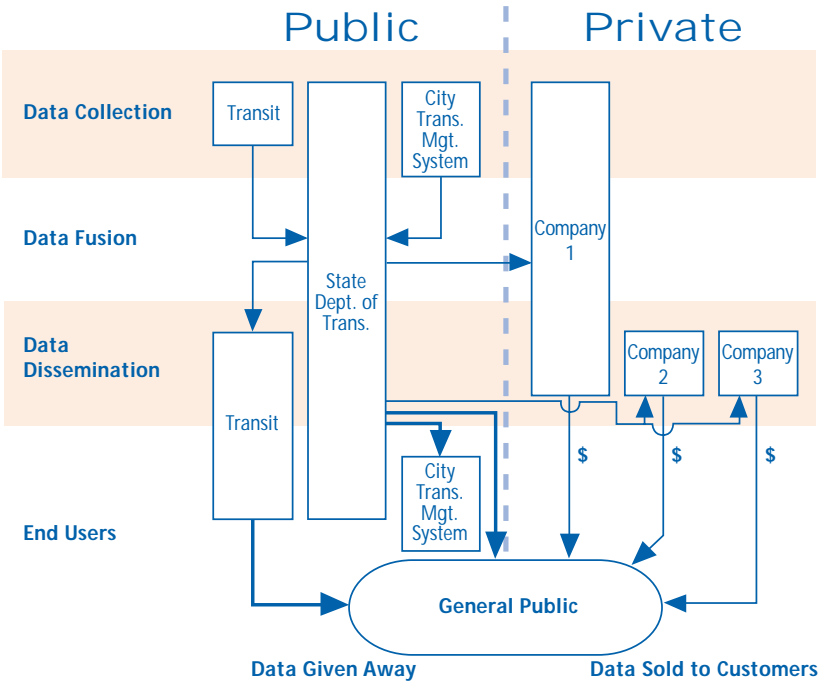 Public
Private
Data Collection
Transit
City
Trans.
Mgt.
System
Data Fusion
Company
1
State
Dept. of
Trans.
Data
Dissemination
Company
2
Company
3
Transit
$
$
$
City
Trans.
Mgt.
System
End Users
General Public
Data Given Away
Data Sold to Customers